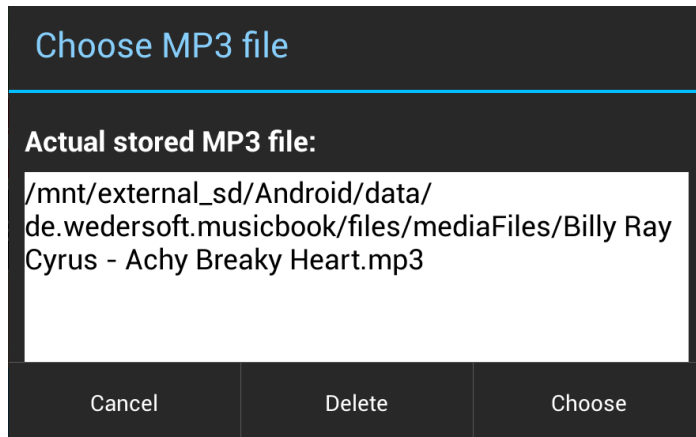 Choose MP3 file
Actual stored MP3 file:
/mnt/external_sd/Android/data/
de.wedersoft.musicbook/files/mediaFiles/Billy Ray
Cyrus - Achy Breaky Heart.mp3
Cancel
Delete
Choose